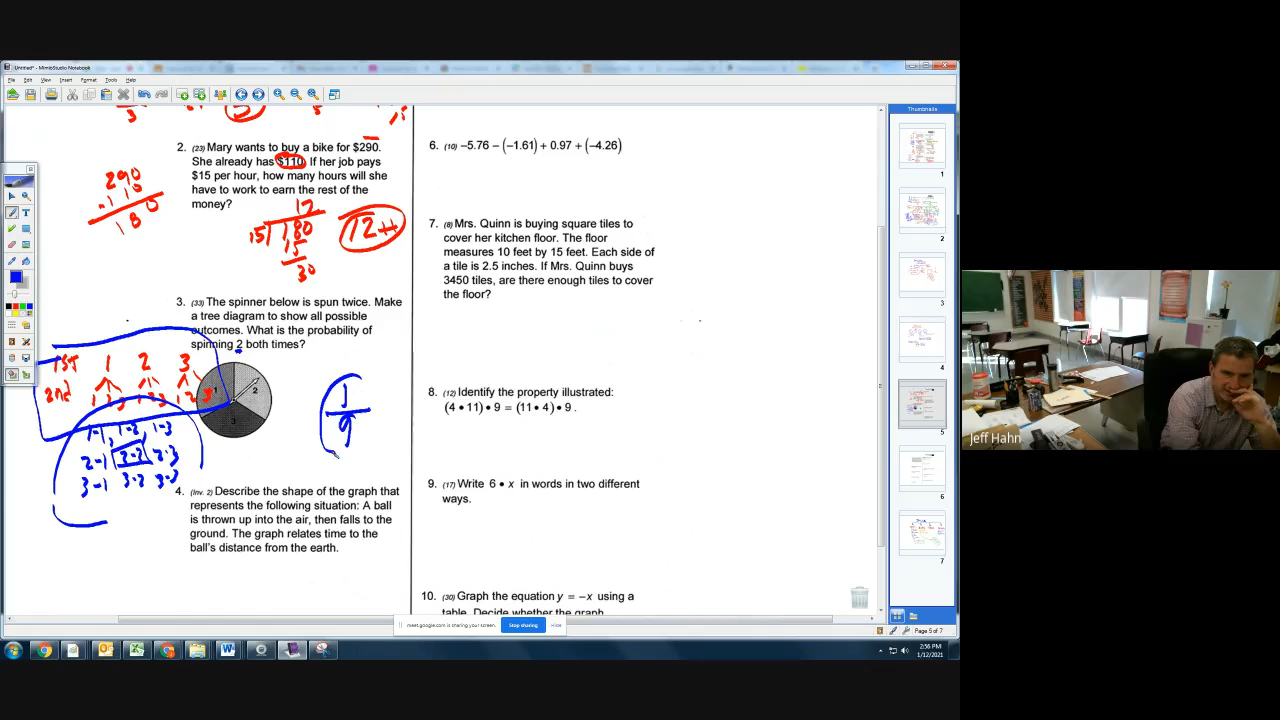 Untitled* - MimioStudio Notebook
File Edit View Insert Format Tools Help
Thumbnails
2. (23) Mary wants to buy a bike for $290.
She already has $110. If her job pays
$15 per hour, how many hours will she
have to work to earn the rest of the
money?
290
-110
180
12
15 180
15
30
12 H
3. (33) The spinner below is spun twice. Make
a tree diagram to show all possible
outcomes. What is the probability of
spinning 2 both times?
1ST 1 2 3
2nd 1 2 3 1 2 3 1 2 3
1 2 3
1-1, 1-2, 1-3
2-1 2-2 2-3
3-1 3-2 3-3
1
9
4. (Inv. 2) Describe the shape of the graph that
represents the following situation: A ball
is thrown up into the air, then falls to the
ground. The graph relates time to the
ball's distance from the earth.
6. (10) −5.76 − (−1.61) + 0.97 + (−4.26)
7. (8) Mrs. Quinn is buying square tiles to
cover her kitchen floor. The floor
measures 10 feet by 15 feet. Each side of
a tile is 2.5 inches. If Mrs. Quinn buys
3450 tiles, are there enough tiles to cover
the floor?
8. (12) Identify the property illustrated:
(4 • 11) • 9 = (11 • 4) • 9 .
9. (17) Write 6 • x in words in two different
ways.
10. (30) Graph the equation y = −x using a
table. Decide whether the graph
1
2
3
4
5
6
7
meet.google.com is sharing your screen. Stop sharing Hide
Page 5 of 7
2:56 PM
1/12/2021
Jeff Hahn